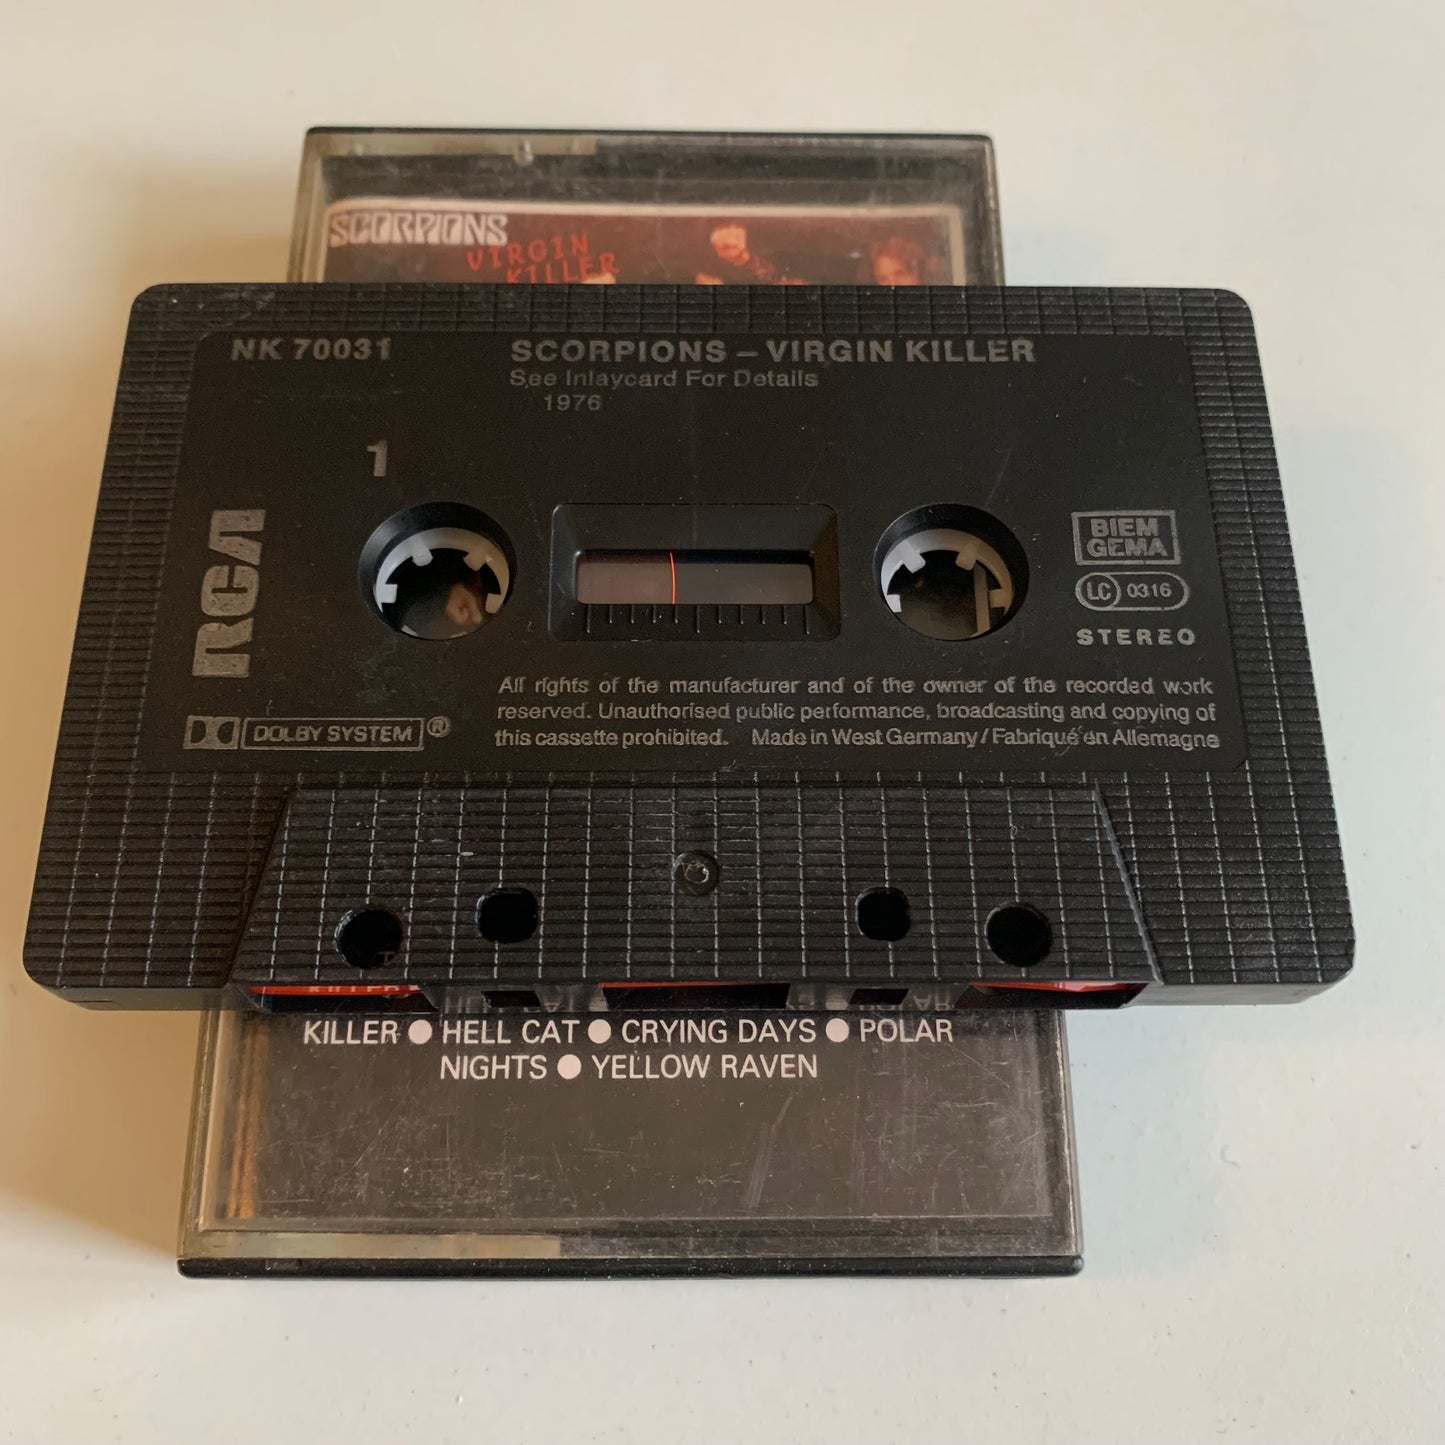 SCORPIONS
VIRGIN
KILLER
NK 70031
SCORPIONS – VIRGIN KILLER
See Inlaycard For Details
1976
1
RCA
BIEM
GEMA
LC 0316
STEREO
DOLBY SYSTEM ®
All rights of the manufacturer and of the owner of the recorded work
reserved. Unauthorised public performance, broadcasting and copying of
this cassette prohibited. Made in West Germany / Fabriqué en Allemagne
KILLER ● HELL CAT ● CRYING DAYS ● POLAR
NIGHTS ● YELLOW RAVEN